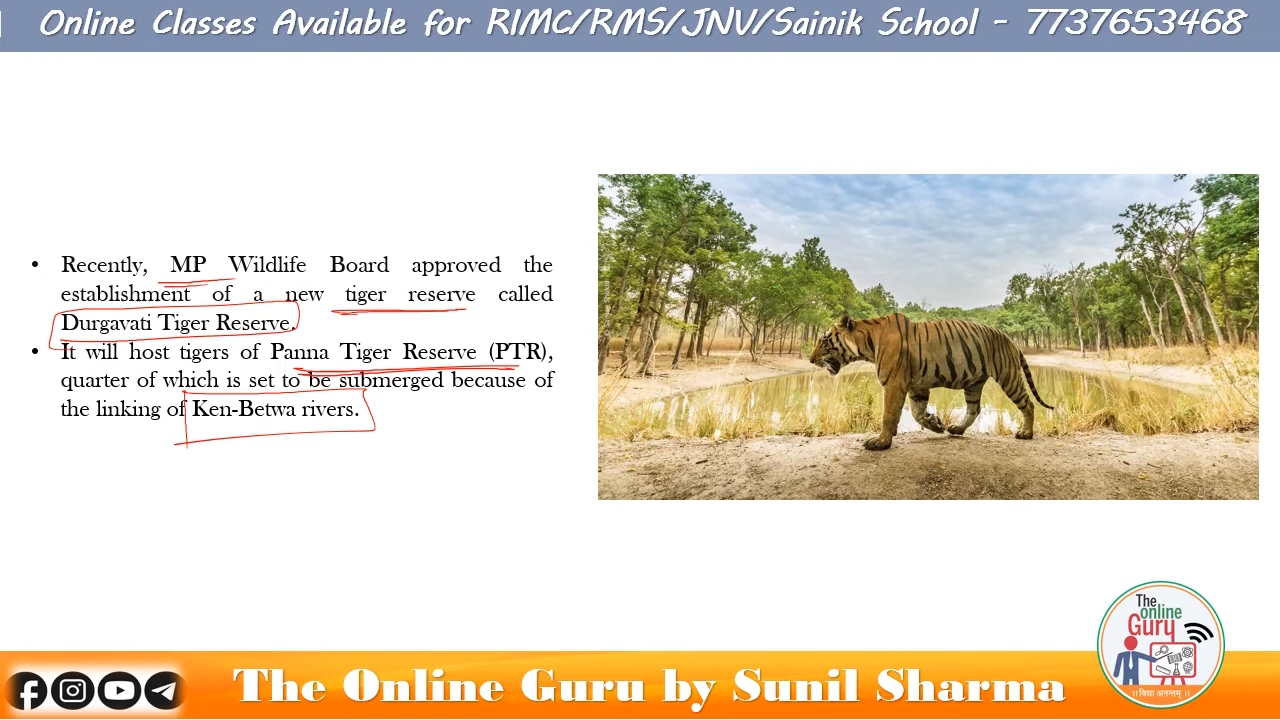 Online Classes Available for RIMC/RMS/JNV/Sainik School - 7737653468
• Recently, MP Wildlife Board approved the
establishment of a new tiger reserve called
Durgavati Tiger Reserve.
• It will host tigers of Panna Tiger Reserve (PTR),
quarter of which is set to be submerged because of
the linking of Ken-Betwa rivers.
The
online
Guru
।।विद्या अनन्तम्।।
The Online Guru by Sunil Sharma